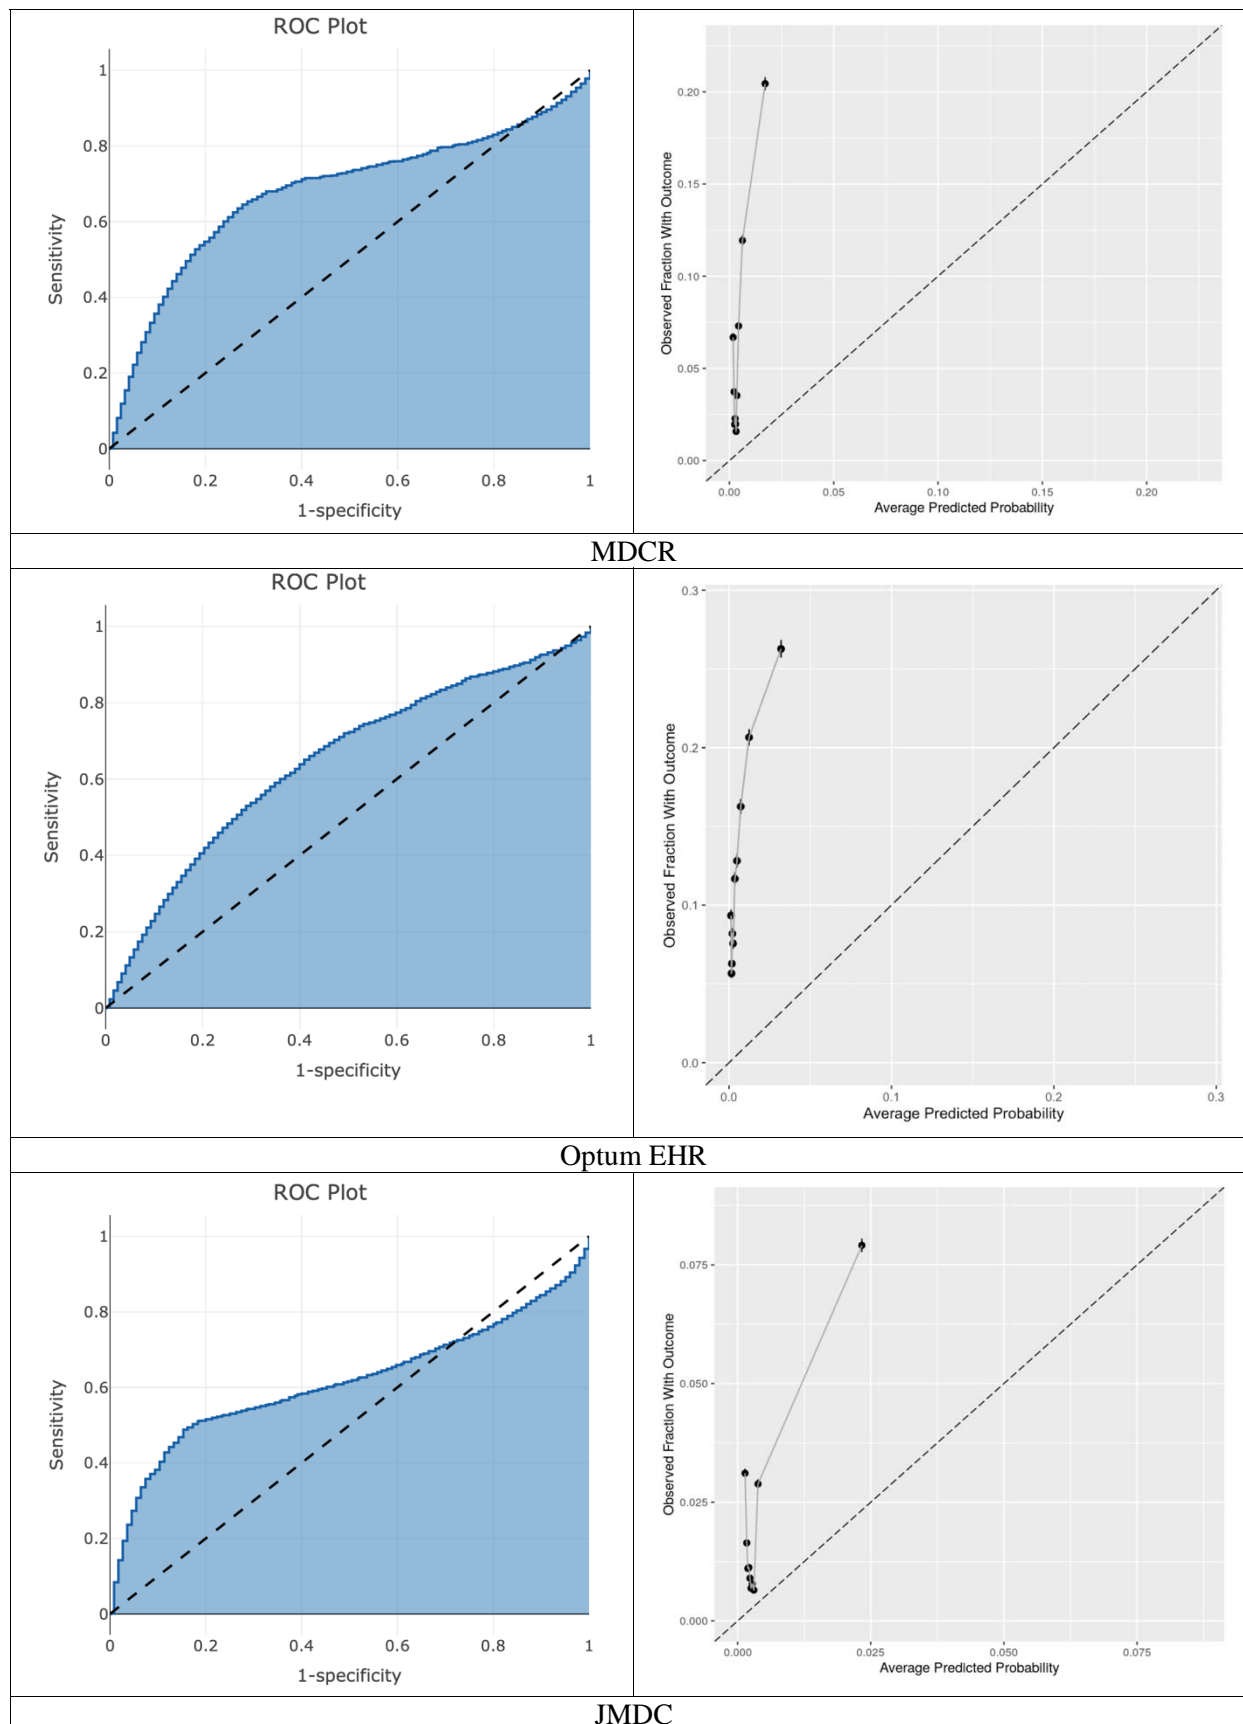 ROC Plot
1
0.8
0.6
0.4
0.2
0
Sensitivity
0 0.2 0.4 0.6 0.8 1
1-specificity
0.20
0.15
0.10
0.05
0.00
Observed Fraction With Outcome
0.00 0.05 0.10 0.15 0.20
Average Predicted Probability
MDCR
ROC Plot
1
0.8
0.6
0.4
0.2
0
Sensitivity
0 0.2 0.4 0.6 0.8 1
1-specificity
0.3
0.2
0.1
0.0
Observed Fraction With Outcome
0.0 0.1 0.2 0.3
Average Predicted Probability
Optum EHR
ROC Plot
1
0.8
0.6
0.4
0.2
0
Sensitivity
0 0.2 0.4 0.6 0.8 1
1-specificity
0.075
0.050
0.025
0.000
Observed Fraction With Outcome
0.000 0.025 0.050 0.075
Average Predicted Probability
JMDC